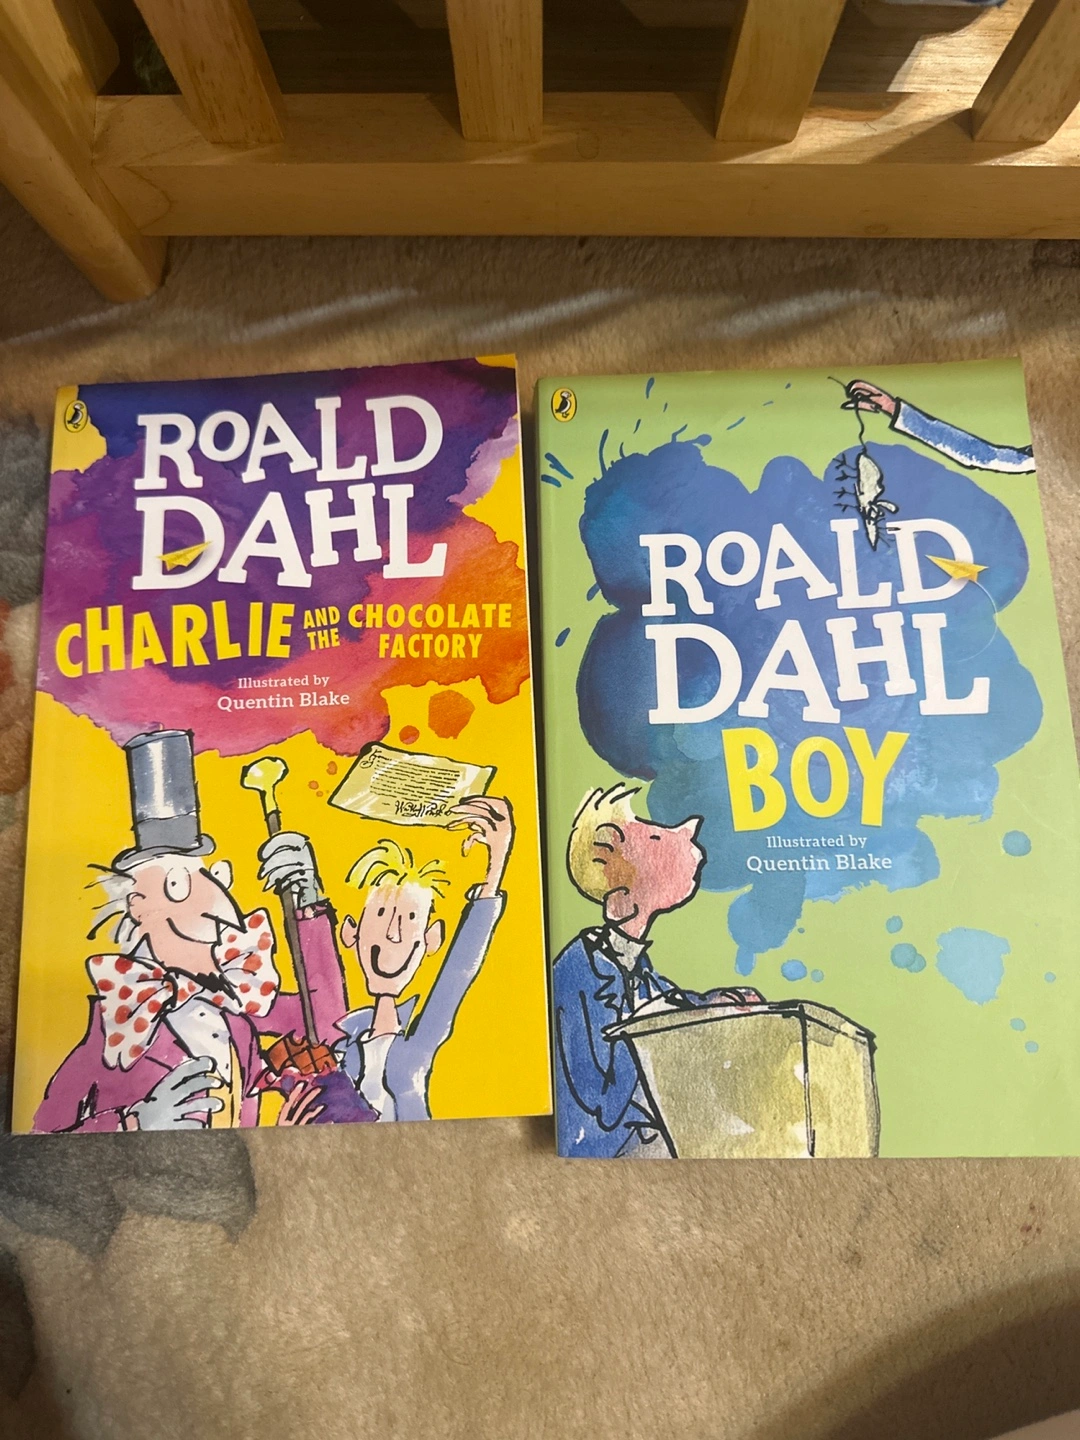 ROALD
DAHL
CHARLIE AND THE CHOCOLATE FACTORY
Illustrated by
Quentin Blake
ROALD
DAHL
BOY
Illustrated by
Quentin Blake